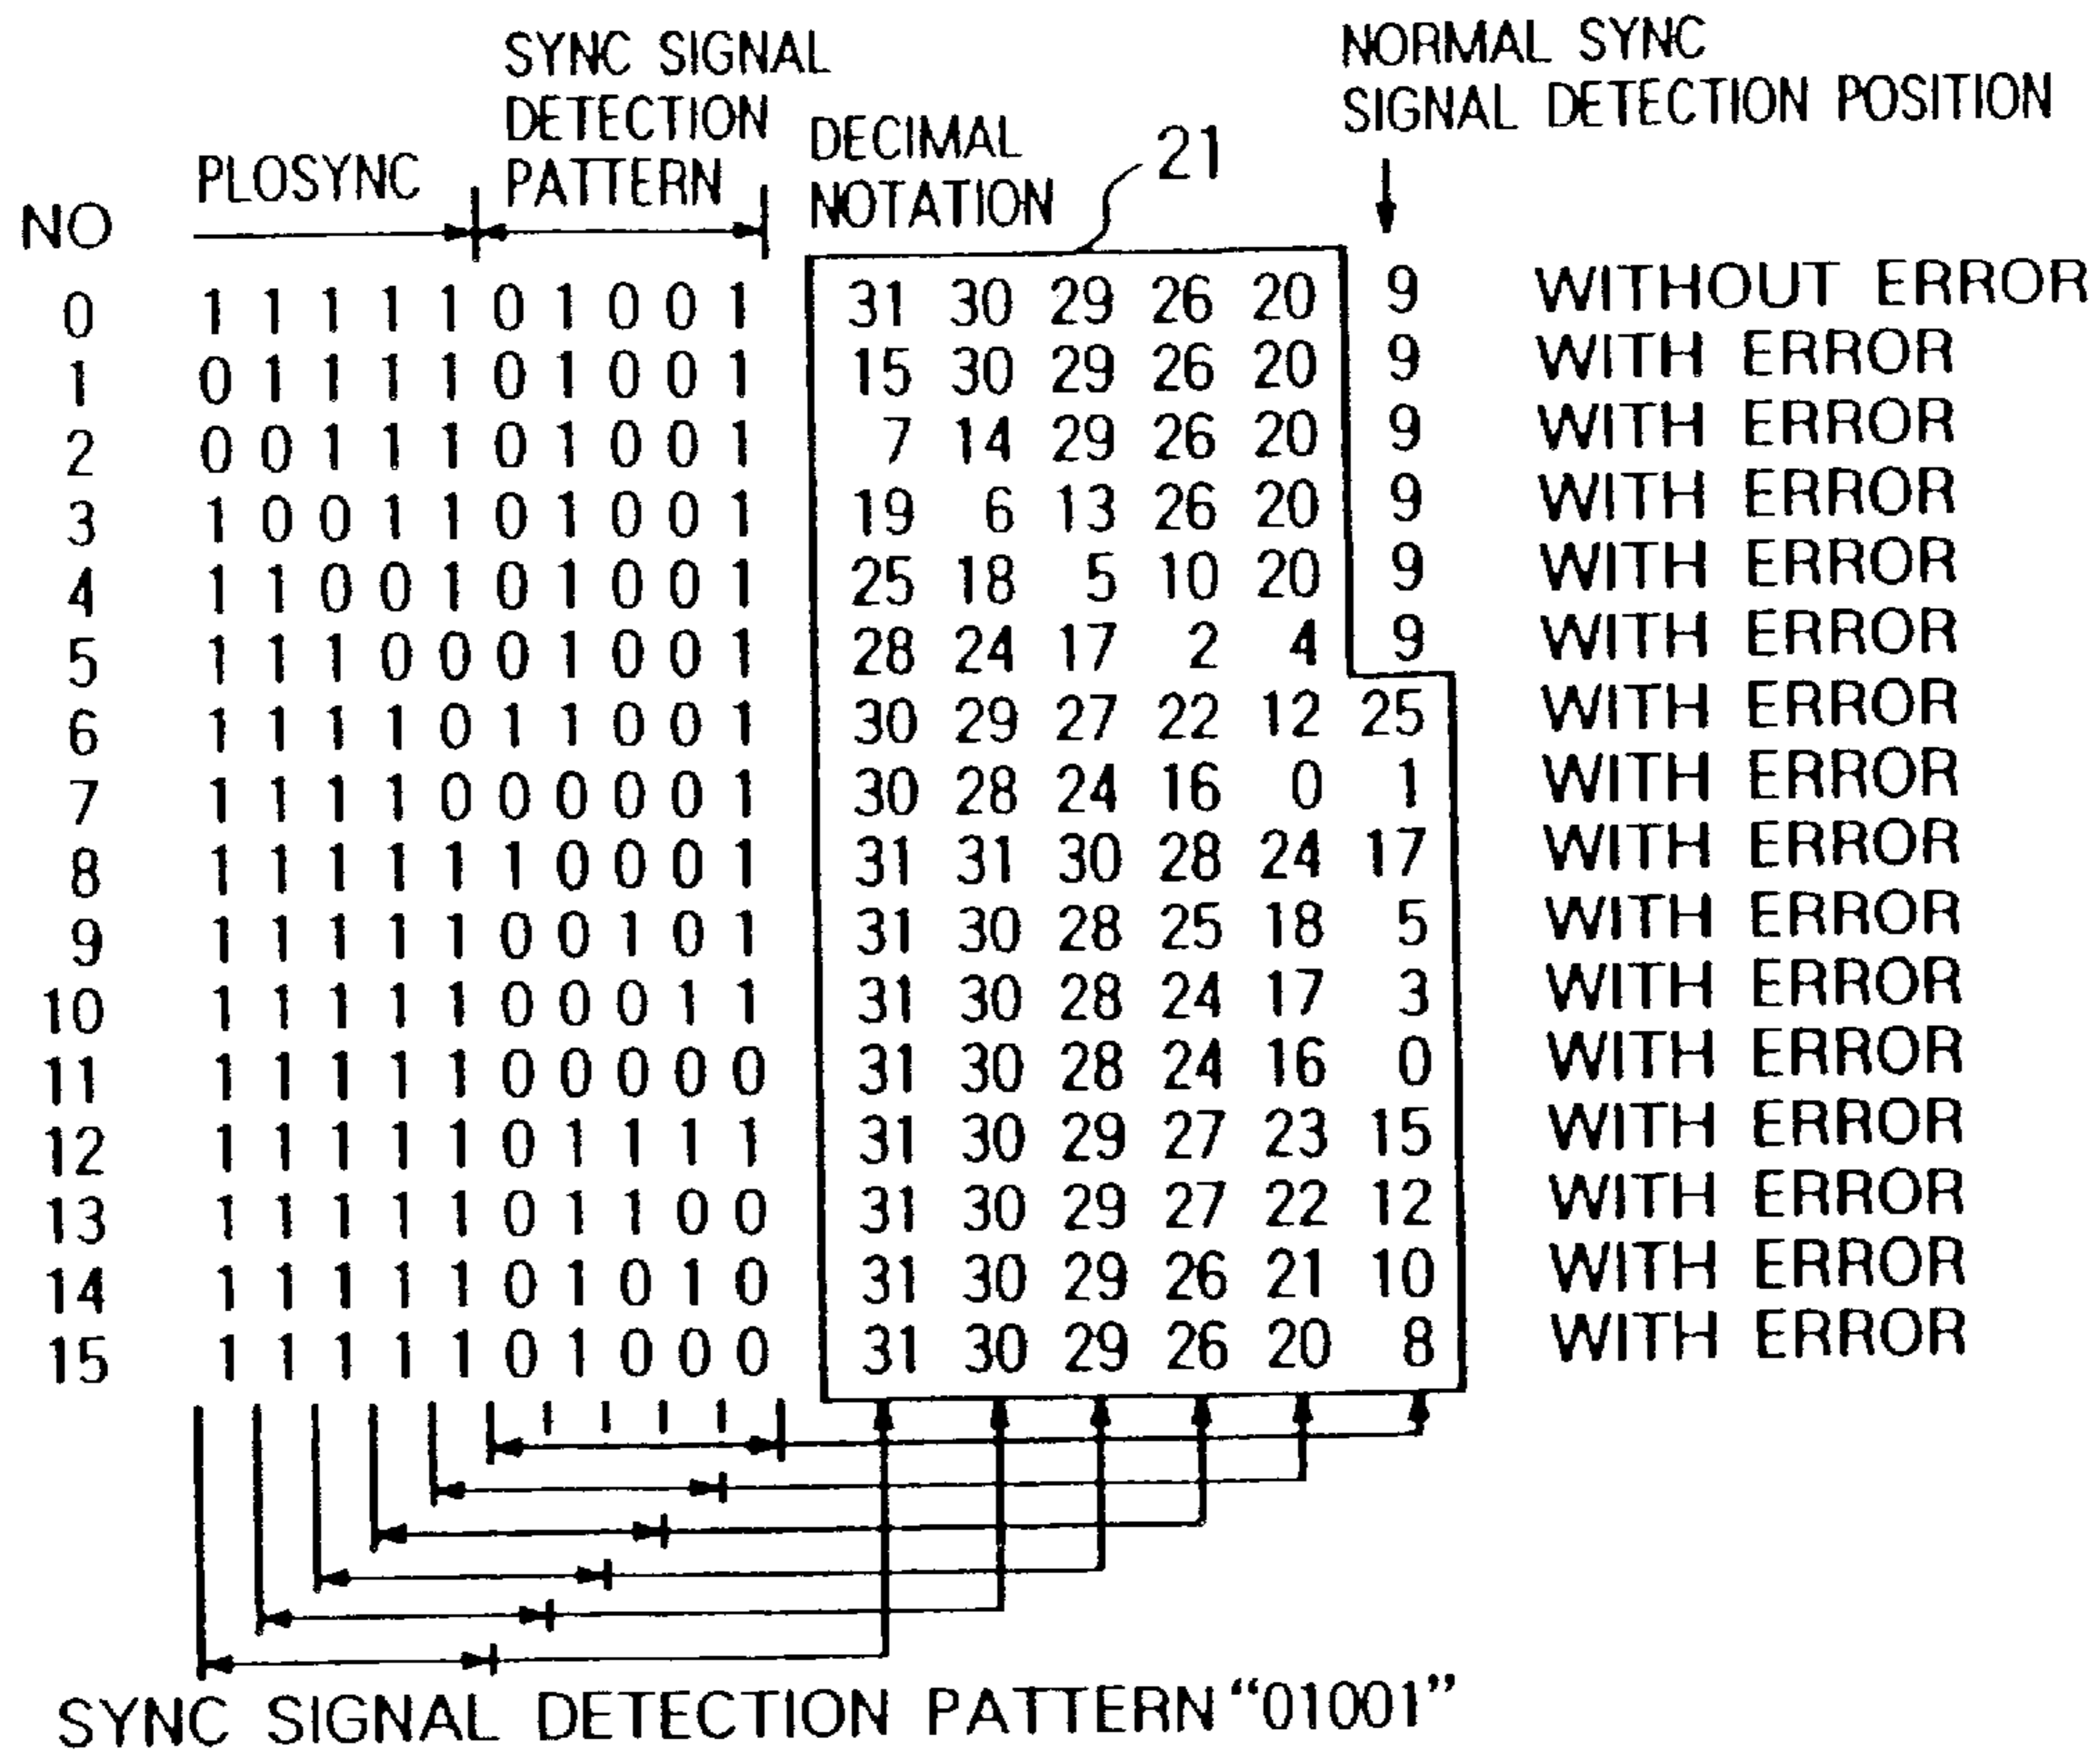 SYNC SIGNAL
DETECTION
PATTERN
NORMAL SYNC
SIGNAL DETECTION POSITION
DECIMAL
NOTATION
21
PLOSYNC
NO
0 1 1 1 1 1 0 1 0 0 1 31 30 29 26 20 9 WITHOUT ERROR
1 0 1 1 1 1 0 1 0 0 1 15 30 29 26 20 9 WITH ERROR
2 0 0 1 1 1 0 1 0 0 1 7 14 29 26 20 9 WITH ERROR
3 1 0 0 1 1 0 1 0 0 1 19 6 13 26 20 9 WITH ERROR
4 1 1 0 0 1 0 1 0 0 1 25 18 5 10 20 9 WITH ERROR
5 1 1 1 0 0 0 1 0 0 1 28 24 17 2 4 9 WITH ERROR
6 1 1 1 1 0 1 1 0 0 1 30 29 27 22 12 25 WITH ERROR
7 1 1 1 1 0 0 0 0 0 1 30 28 24 16 0 1 WITH ERROR
8 1 1 1 1 1 1 0 0 0 1 31 31 30 28 24 17 WITH ERROR
9 1 1 1 1 1 0 0 1 0 1 31 30 28 25 18 5 WITH ERROR
10 1 1 1 1 1 0 0 0 1 1 31 30 28 24 17 3 WITH ERROR
11 1 1 1 1 1 0 0 0 0 0 31 30 28 24 16 0 WITH ERROR
12 1 1 1 1 1 0 1 1 1 1 31 30 29 27 23 15 WITH ERROR
13 1 1 1 1 1 0 1 1 0 0 31 30 29 27 22 12 WITH ERROR
14 1 1 1 1 1 0 1 0 1 0 31 30 29 26 21 10 WITH ERROR
15 1 1 1 1 1 0 1 0 0 0 31 30 29 26 20 8 WITH ERROR
SYNC SIGNAL DETECTION PATTERN “01001”